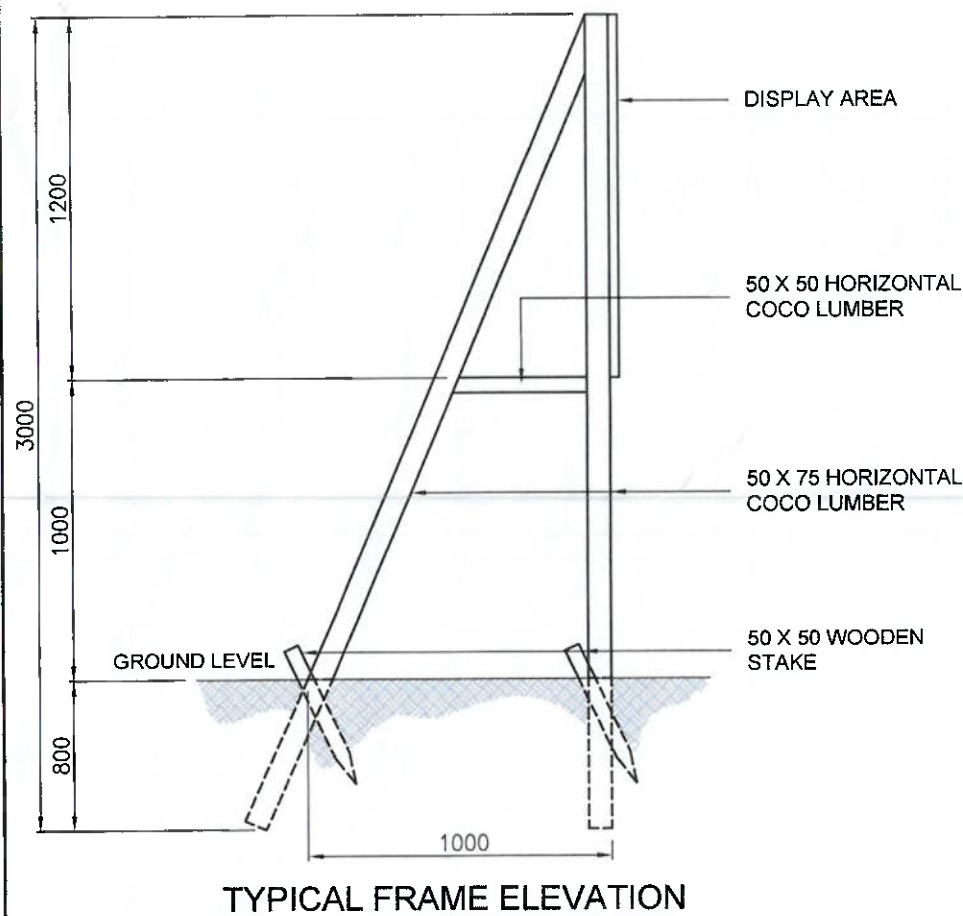 DISPLAY AREA
1200
50 X 50 HORIZONTAL
COCO LUMBER
3000
50 X 75 HORIZONTAL
COCO LUMBER
1000
50 X 50 WOODEN
STAKE
GROUND LEVEL
800
1000
TYPICAL FRAME ELEVATION